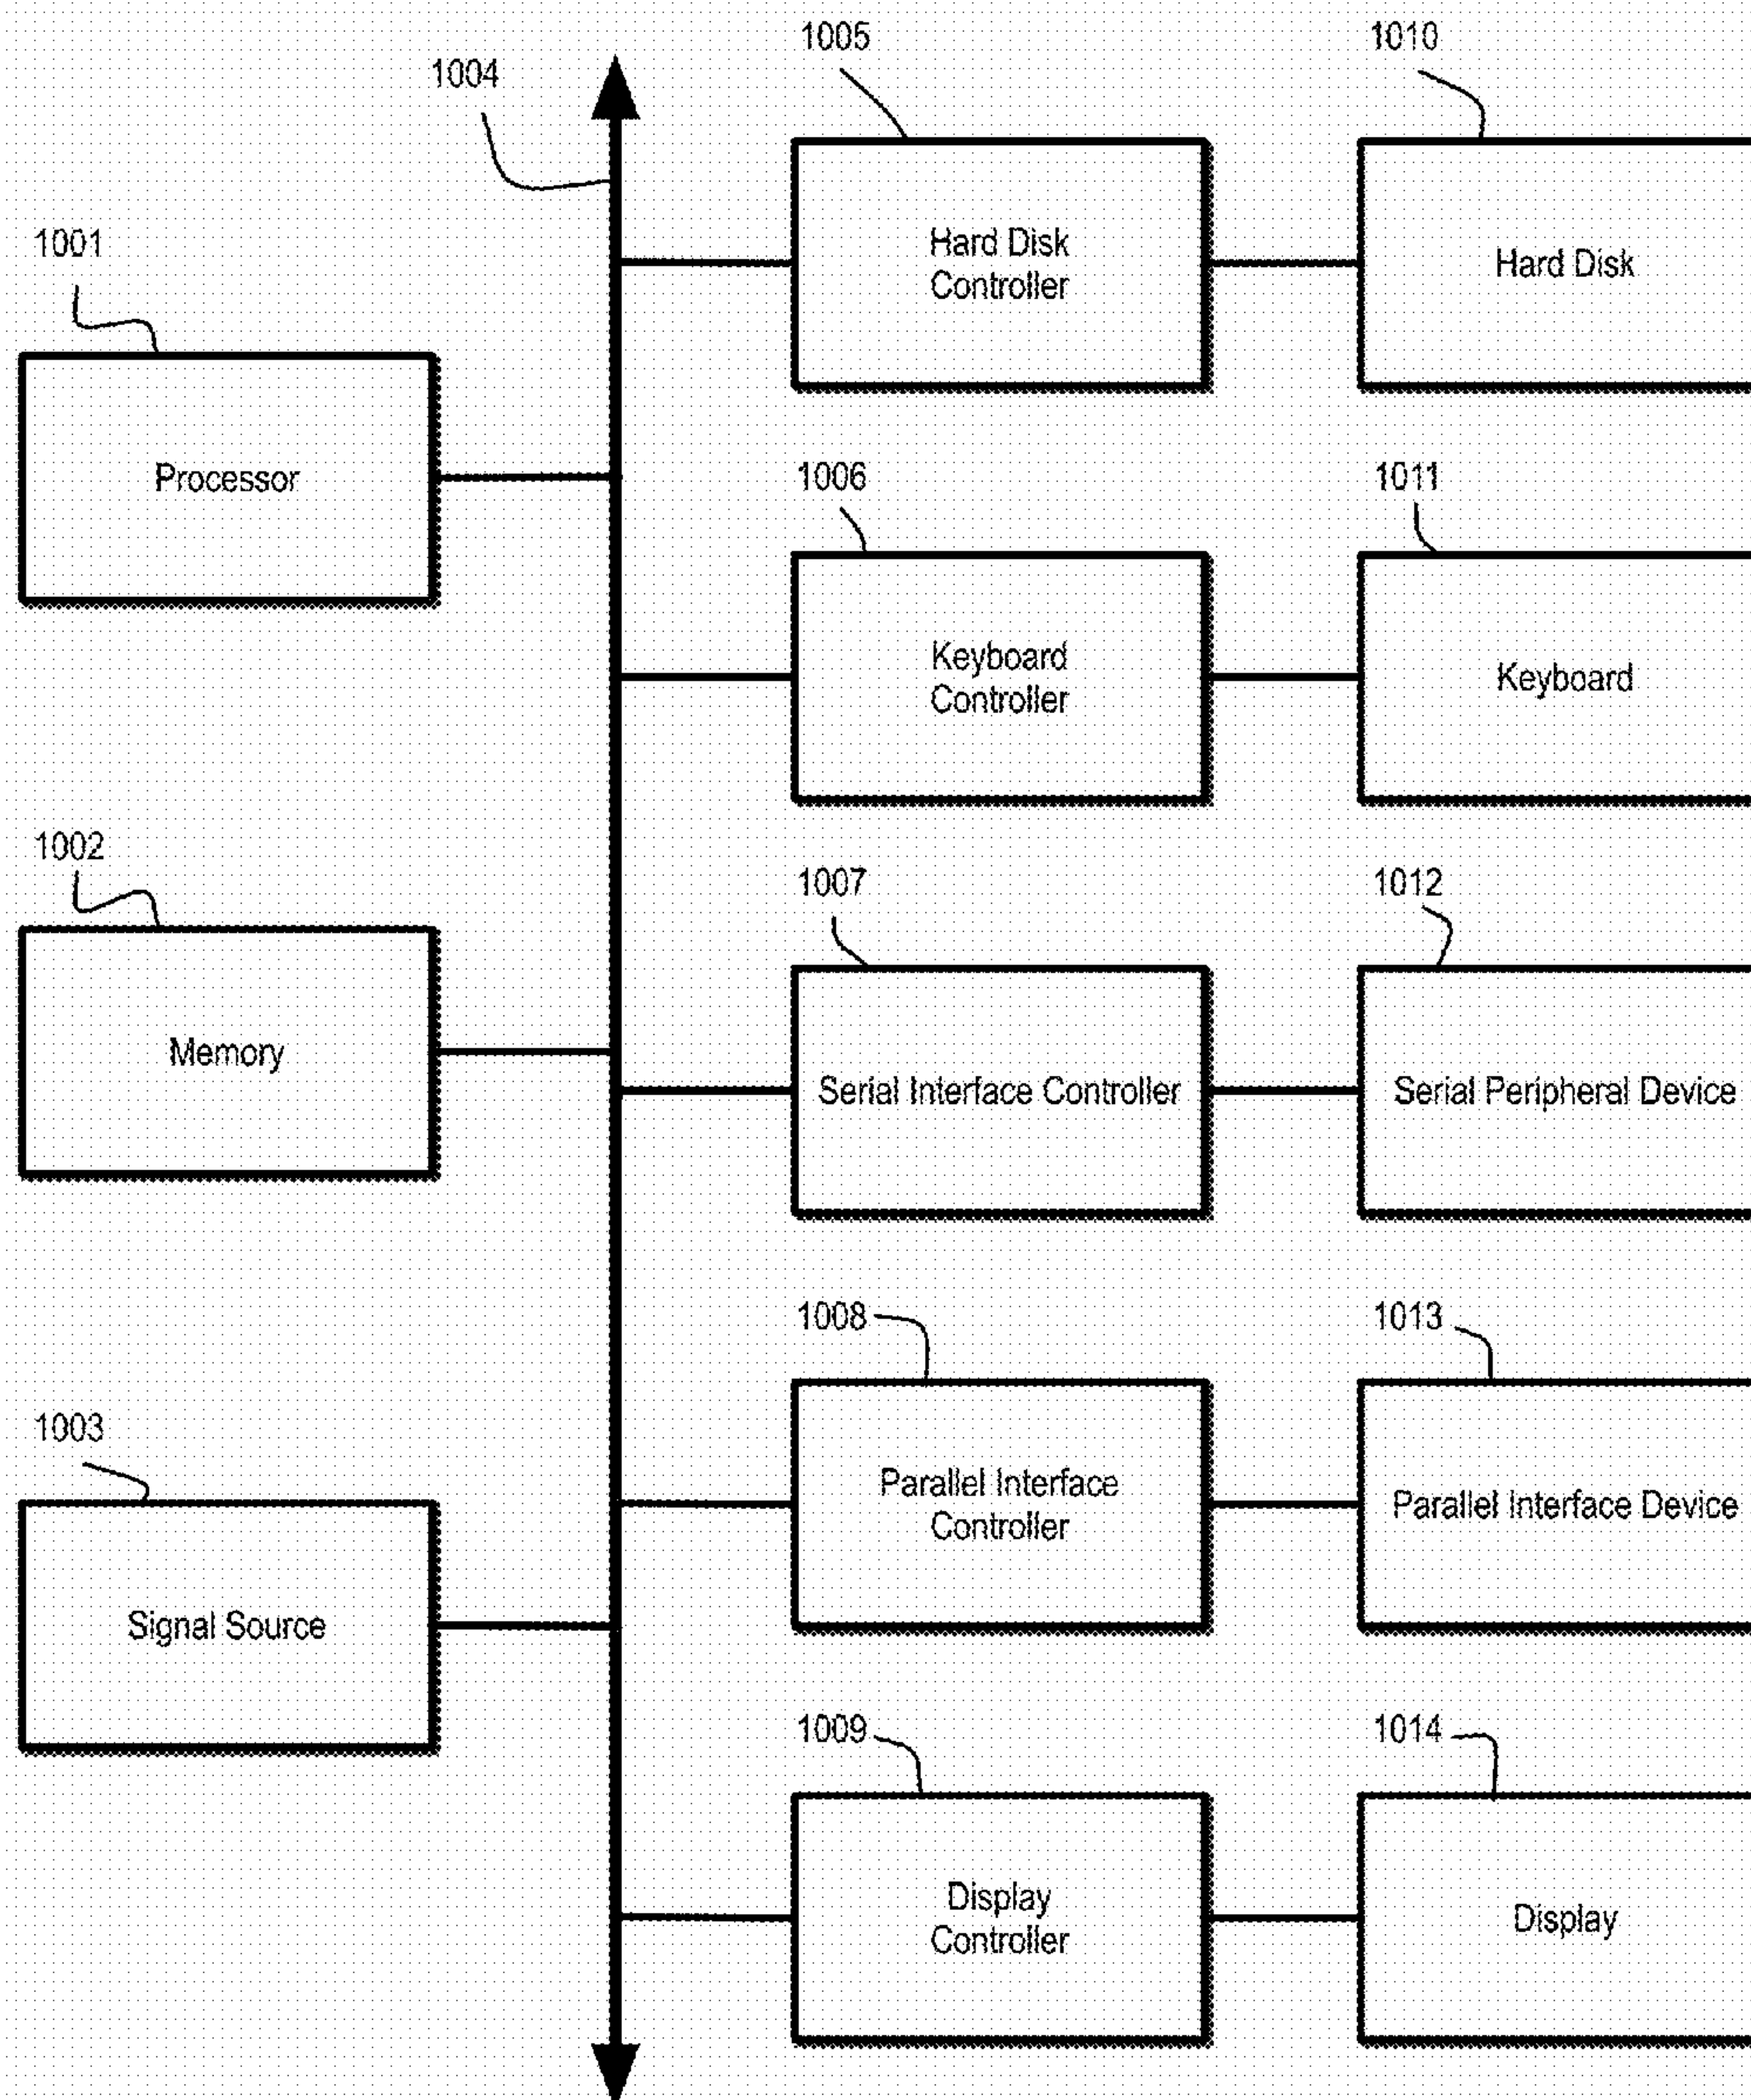 1004
1005
1010
1001
Hard Disk
Controller
Hard Disk
Processor
1006
1011
Keyboard
Controller
Keyboard
1002
1007
1012
Memory
Serial Interface Controller
Serial Peripheral Device
1003
1008
1013
Signal Source
Parallel Interface
Controller
Parallel Interface Device
1009
1014
Display
Controller
Display